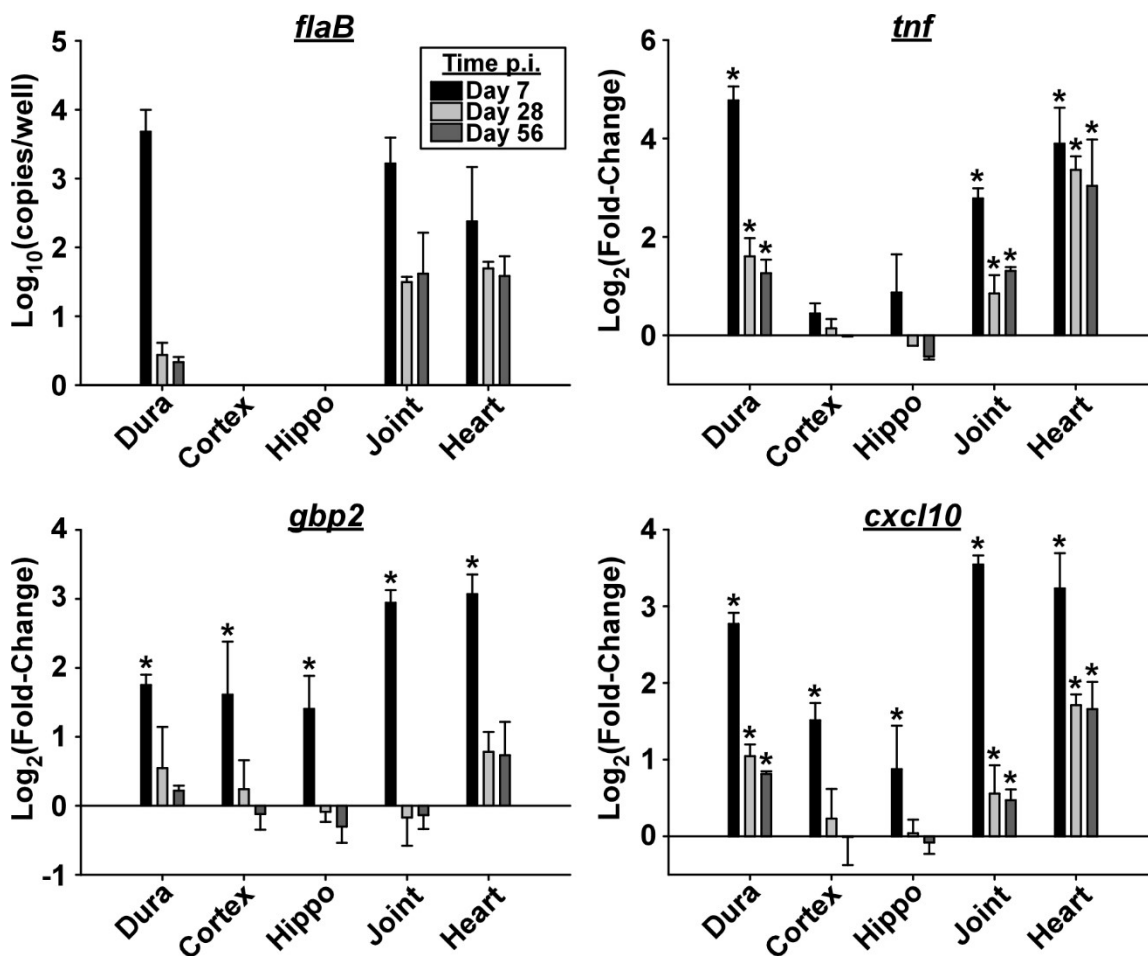 flaB
Log10(copies/well)
5
4
3
2
1
0
Time p.i.
Day 7
Day 28
Day 56
Dura
Cortex
Hippo
Joint
Heart
tnf
Log2(Fold-Change)
6
4
2
0
* * * * * * * * *
Dura
Cortex
Hippo
Joint
Heart
gbp2
Log2(Fold-Change)
4
3
2
1
0
-1
* * * * *
Dura
Cortex
Hippo
Joint
Heart
cxcl10
Log2(Fold-Change)
4
3
2
1
0
* * * * * * * * * * *
Dura
Cortex
Hippo
Joint
Heart